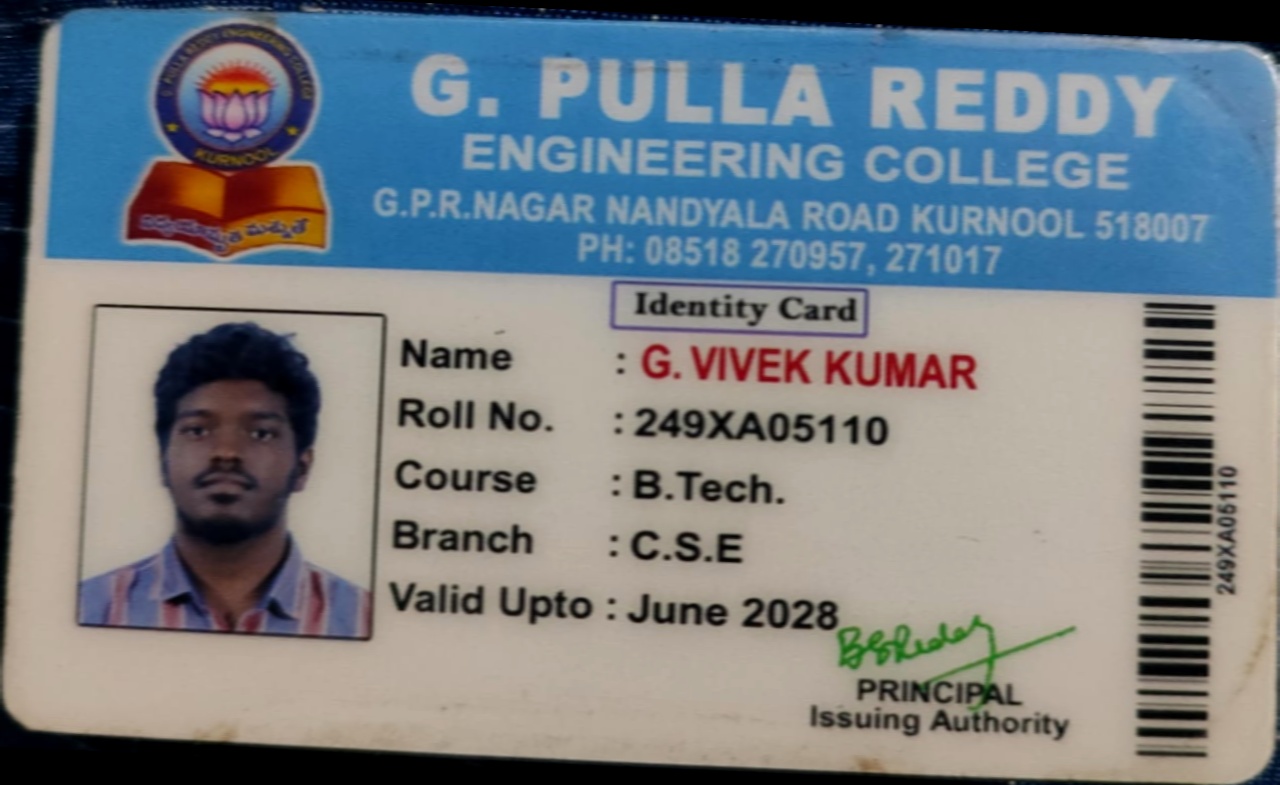 G. PULLA REDDY ENGINEERING COLLEGE
KURNOOL
G. PULLA REDDY
ENGINEERING COLLEGE
G.P.R.NAGAR NANDYALA ROAD KURNOOL 518007
PH: 08518 270957, 271017
Identity Card
Name : G. VIVEK KUMAR
Roll No. : 249XA05110
Course : B.Tech.
Branch : C.S.E
Valid Upto : June 2028
BSReddy
PRINCIPAL
Issuing Authority
249XA05110